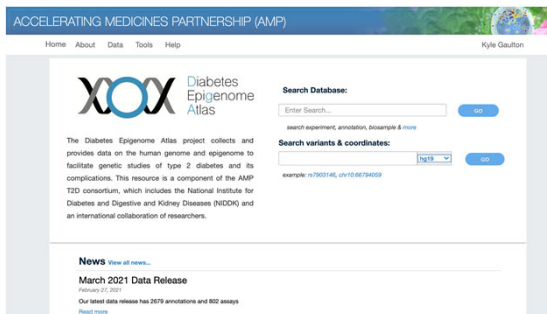 ACCELERATING MEDICINES PARTNERSHIP (AMP)
Home About Data Tools Help Kyle Gaulton
Diabetes
Epigenome
Atlas
The Diabetes Epigenome Atlas project collects and
provides data on the human genome and epigenome to
facilitate genetic studies of type 2 diabetes and its
complications. This resource is a component of the AMP
T2D consortium, which includes the National Institute for
Diabetes and Digestive and Kidney Diseases (NIDDK) and
an international collaboration of researchers.
Search Database:
Enter Search... GO
search experiment, annotation, biosample & more
Search variants & coordinates:
hg19 GO
example: rs7903146, chr10:66794059
News View all news...
March 2021 Data Release
February 27, 2021
Our latest data release has 2679 annotations and 802 assays
Read more